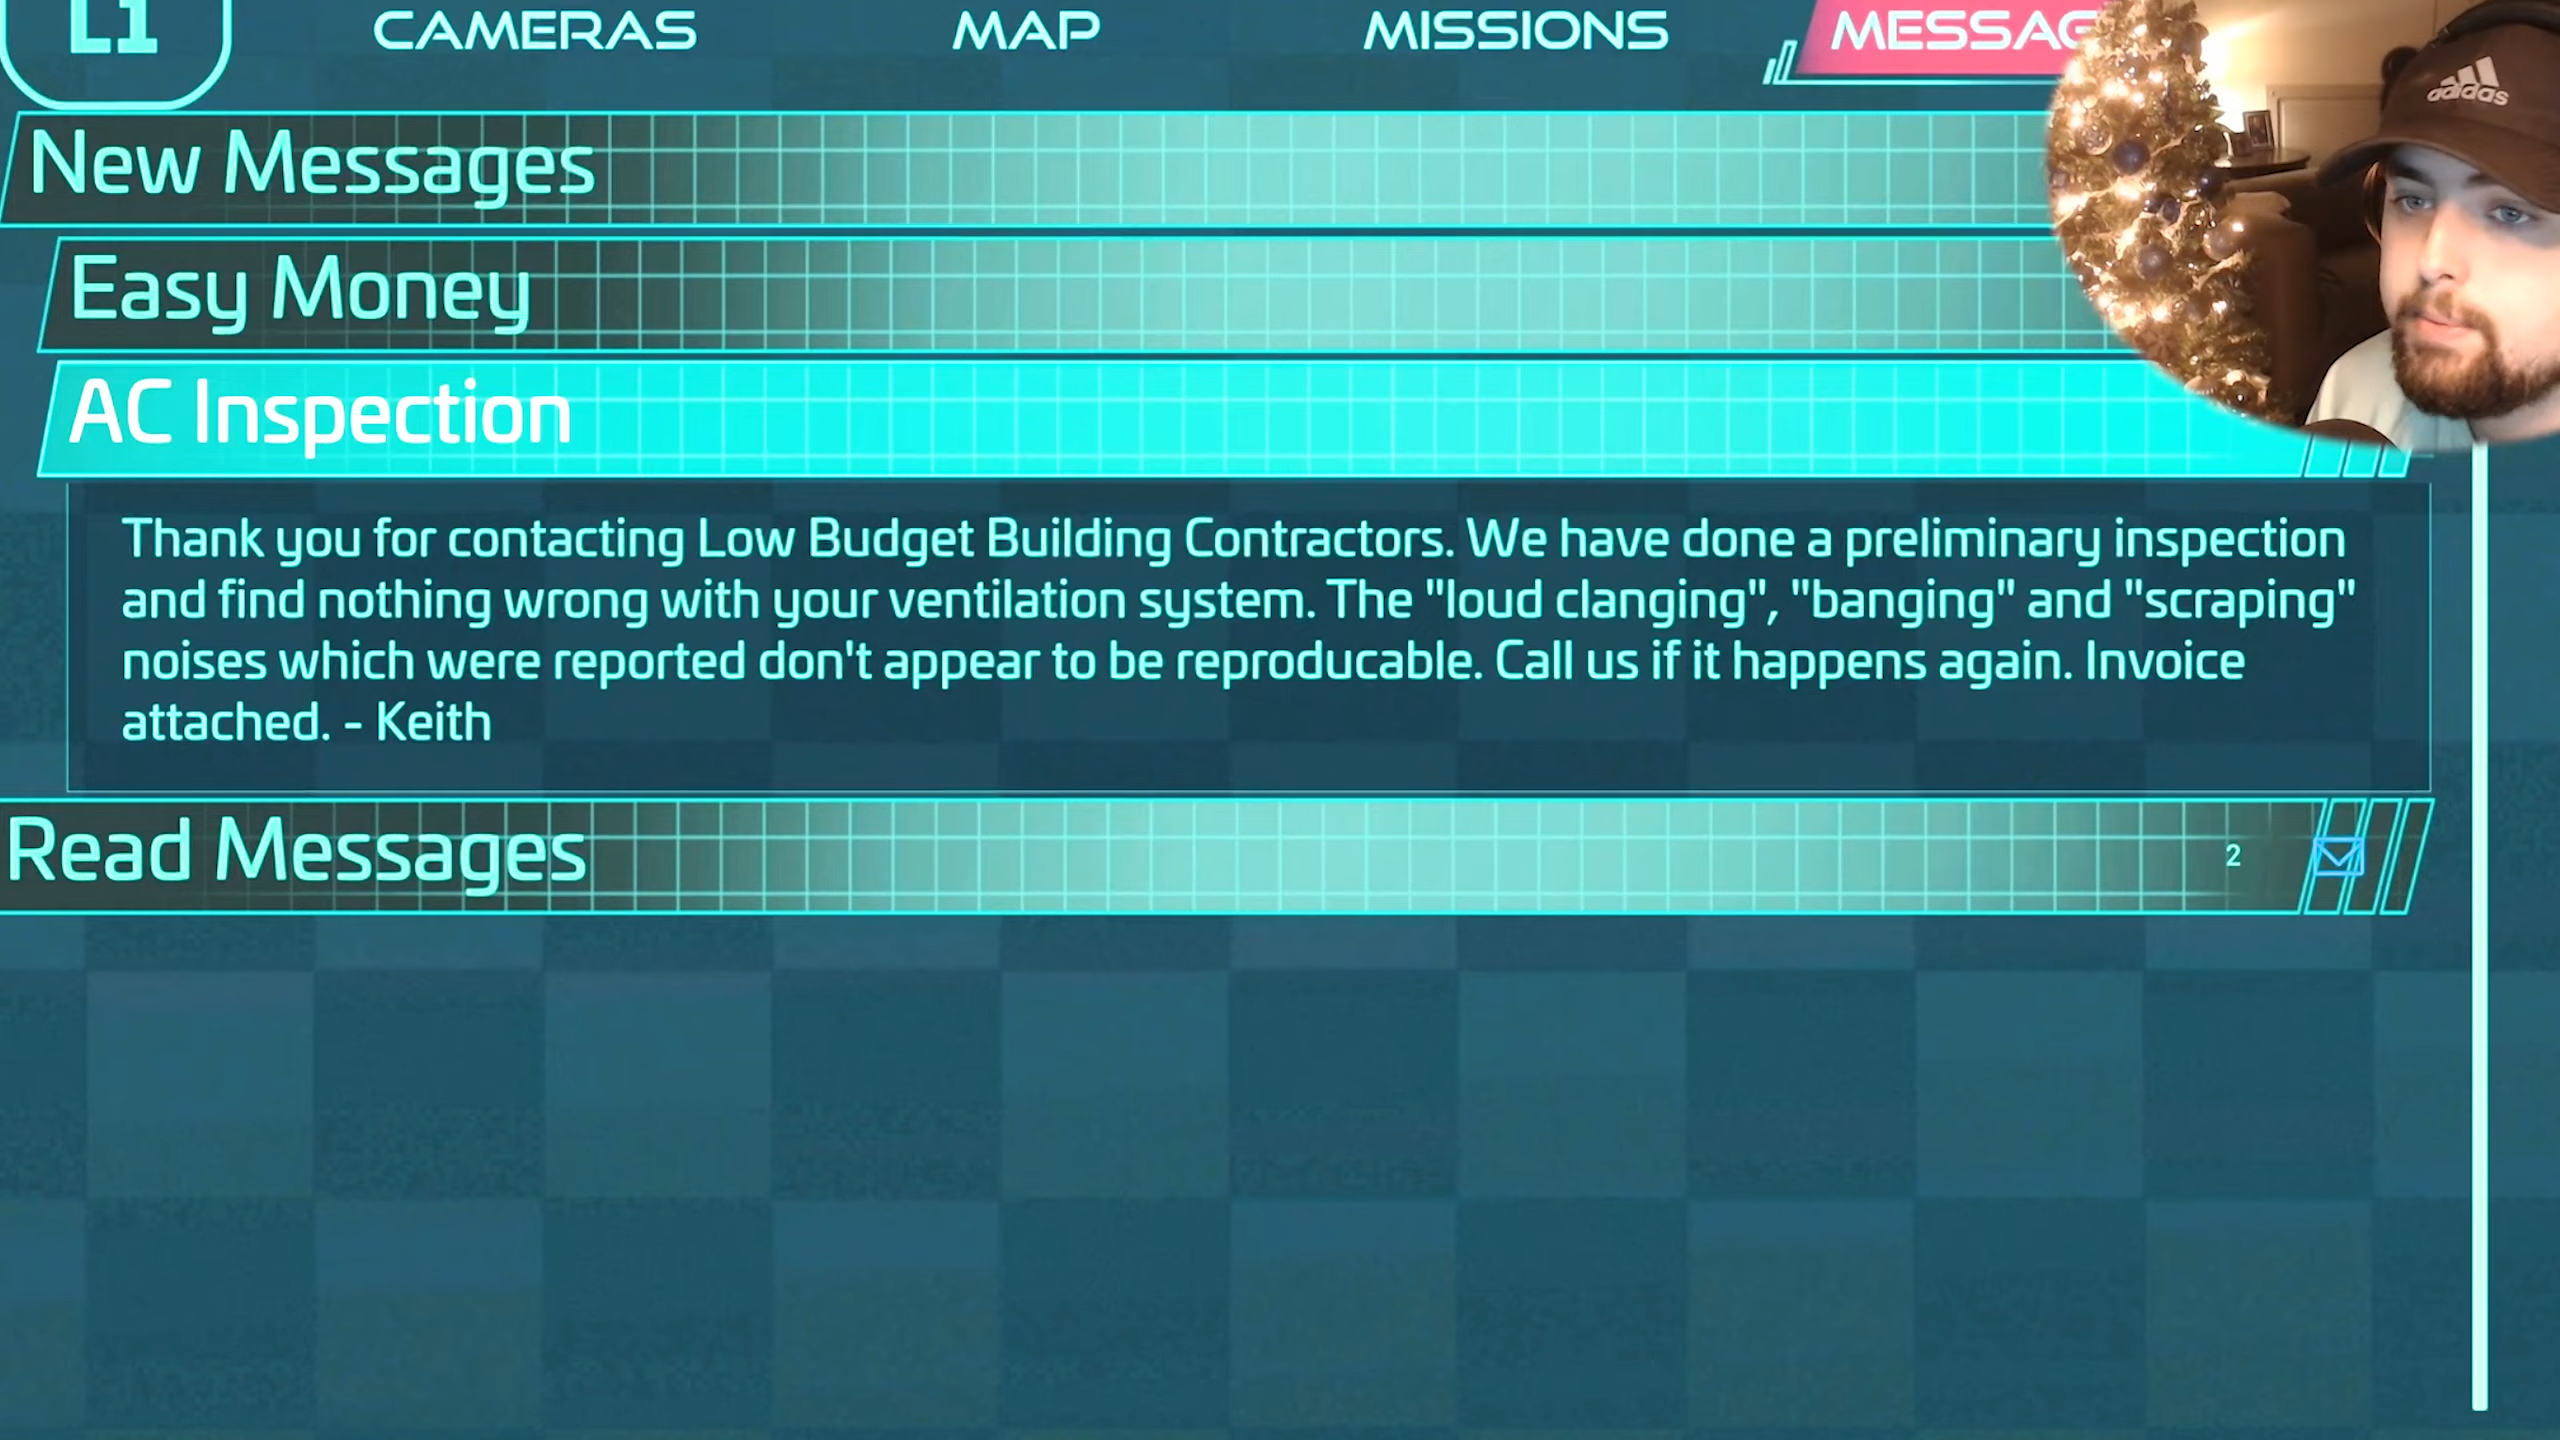 L1
CAMERAS
MAP
MISSIONS
MESSAG
adidas
New Messages
Easy Money
AC Inspection
Thank you for contacting Low Budget Building Contractors. We have done a preliminary inspection
and find nothing wrong with your ventilation system. The "loud clanging", "banging" and "scraping"
noises which were reported don't appear to be reproducable. Call us if it happens again. Invoice
attached. - Keith
Read Messages
2